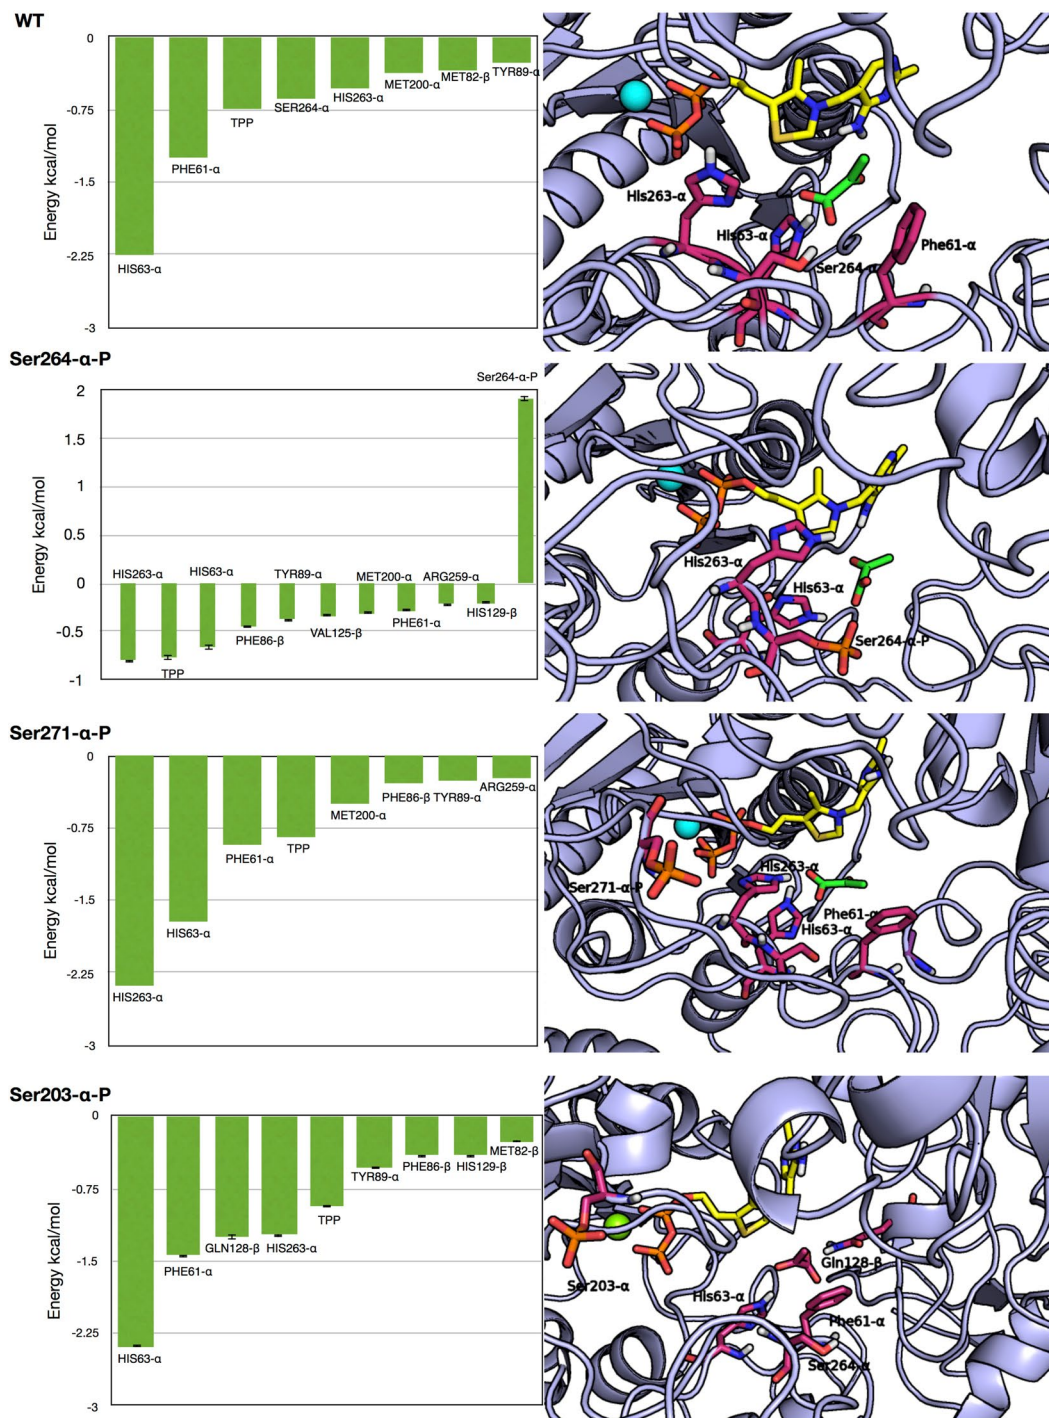 WT
0
-0.75
-1.5
-2.25
-3
Energy kcal/mol
HIS63-α
PHE61-α
TPP
SER264-α
HIS263-α
MET200-α
MET82-β
TYR89-α
His263-α
His63-α
Ser264-α
Phe61-α
Ser264-α-P
2
1.5
1
0.5
0
-0.5
-1
Energy kcal/mol
Ser264-α-P
HIS263-α
TPP
HIS63-α
PHE86-β
TYR89-α
VAL125-β
MET200-α
PHE61-α
ARG259-α
HIS129-β
His263-α
His63-α
Ser264-α-P
Ser271-α-P
0
-0.75
-1.5
-2.25
-3
Energy kcal/mol
HIS263-α
HIS63-α
PHE61-α
TPP
MET200-α
PHE86-β
TYR89-α
ARG259-α
Ser271-α-P
His263-α
Phe61-α
His63-α
Ser203-α-P
0
-0.75
-1.5
-2.25
-3
Energy kcal/mol
HIS63-α
PHE61-α
GLN128-β
HIS263-α
TPP
TYR89-α
PHE86-β
HIS129-β
MET82-β
Ser203-α
Gln128-β
His63-α
Phe61-α
Ser264-α